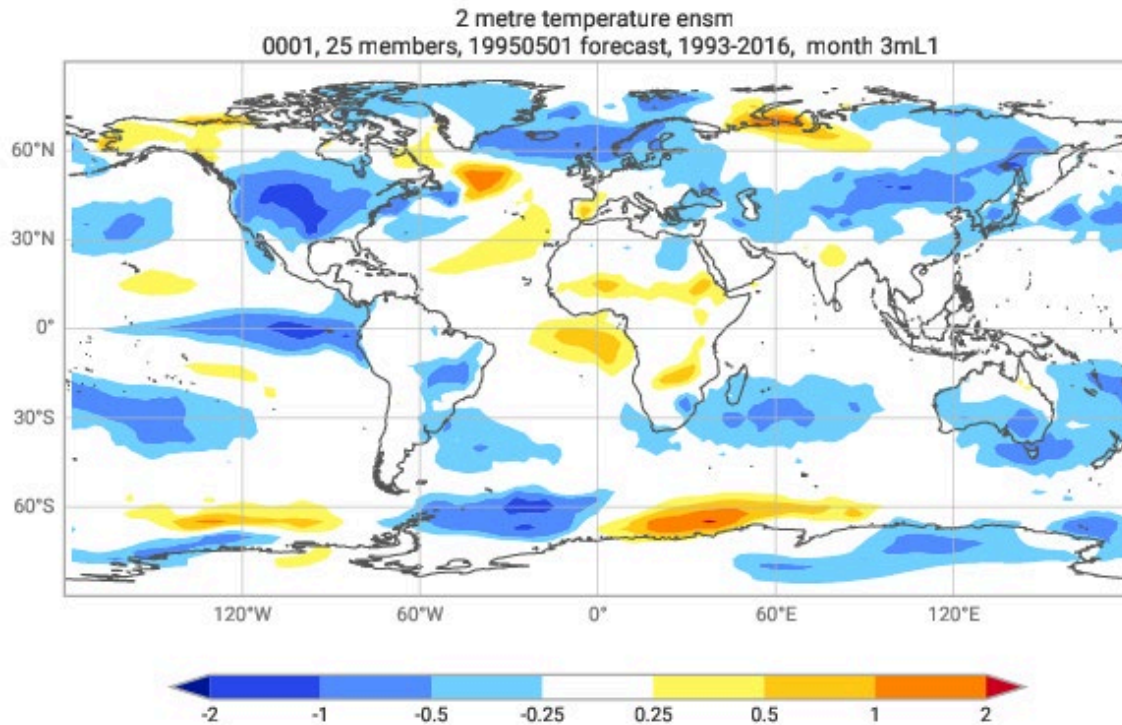 2 metre temperature ensm
0001, 25 members, 19950501 forecast, 1993-2016, month 3mL1
60°N
30°N
0°
30°S
60°S
120°W 60°W 0° 60°E 120°E
-2 -1 -0.5 -0.25 0.25 0.5 1 2